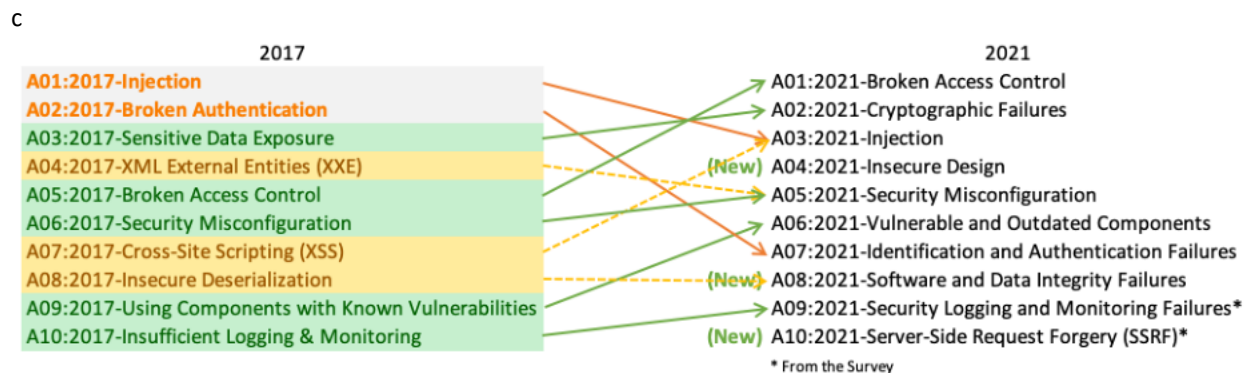 c
2017 2021
A01:2017-Injection A01:2021-Broken Access Control
A02:2017-Broken Authentication A02:2021-Cryptographic Failures
A03:2017-Sensitive Data Exposure A03:2021-Injection
A04:2017-XML External Entities (XXE) (New) A04:2021-Insecure Design
A05:2017-Broken Access Control A05:2021-Security Misconfiguration
A06:2017-Security Misconfiguration A06:2021-Vulnerable and Outdated Components
A07:2017-Cross-Site Scripting (XSS) A07:2021-Identification and Authentication Failures
A08:2017-Insecure Deserialization (New) A08:2021-Software and Data Integrity Failures
A09:2017-Using Components with Known Vulnerabilities A09:2021-Security Logging and Monitoring Failures*
A10:2017-Insufficient Logging & Monitoring (New) A10:2021-Server-Side Request Forgery (SSRF)*
* From the Survey